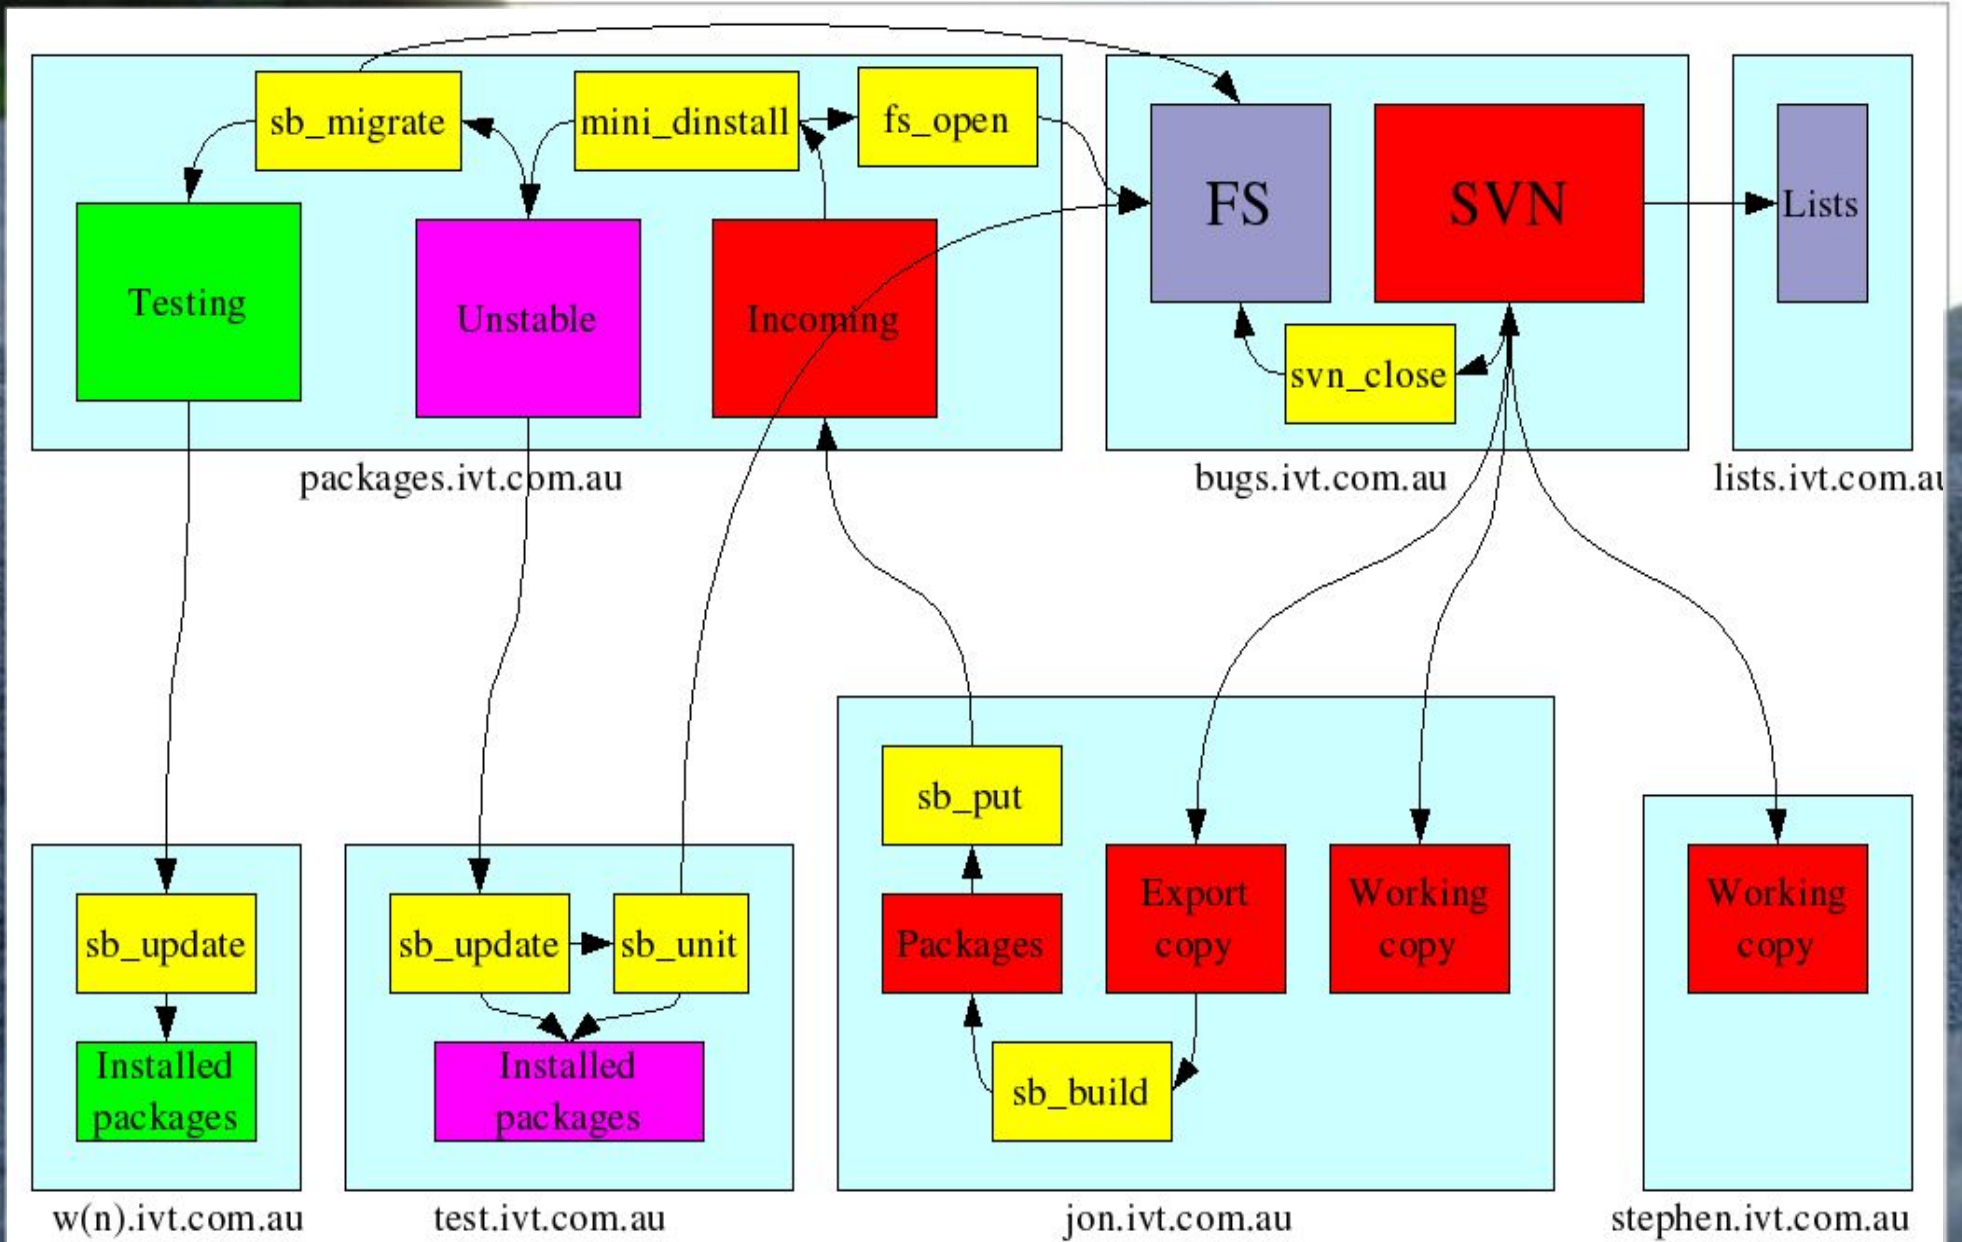 sb_migrate
mini_dinstall
fs_open
Testing
Unstable
Incoming
packages.ivt.com.au
FS
SVN
svn_close
bugs.ivt.com.au
Lists
lists.ivt.com.au
sb_update
Installed
packages
w(n).ivt.com.au
sb_update
sb_unit
Installed
packages
test.ivt.com.au
sb_put
Packages
Export
copy
Working
copy
sb_build
jon.ivt.com.au
Working
copy
stephen.ivt.com.au